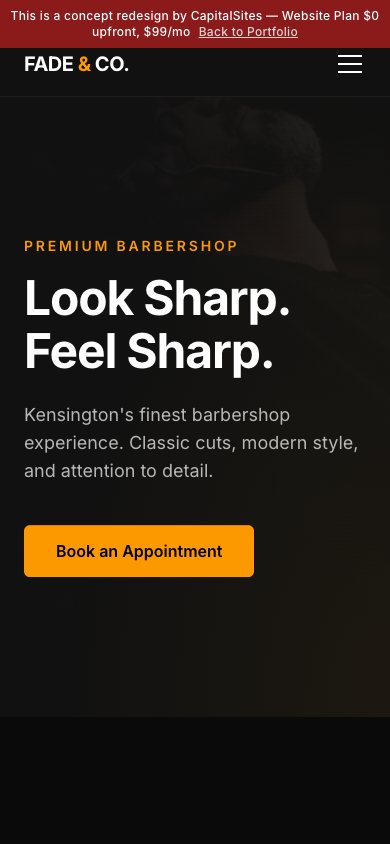 This is a concept redesign by CapitalSites — Website Plan $0
upfront, $99/mo Back to Portfolio
FADE & CO.
PREMIUM BARBERSHOP
Look Sharp.
Feel Sharp.
Kensington's finest barbershop
experience. Classic cuts, modern style,
and attention to detail.
Book an Appointment